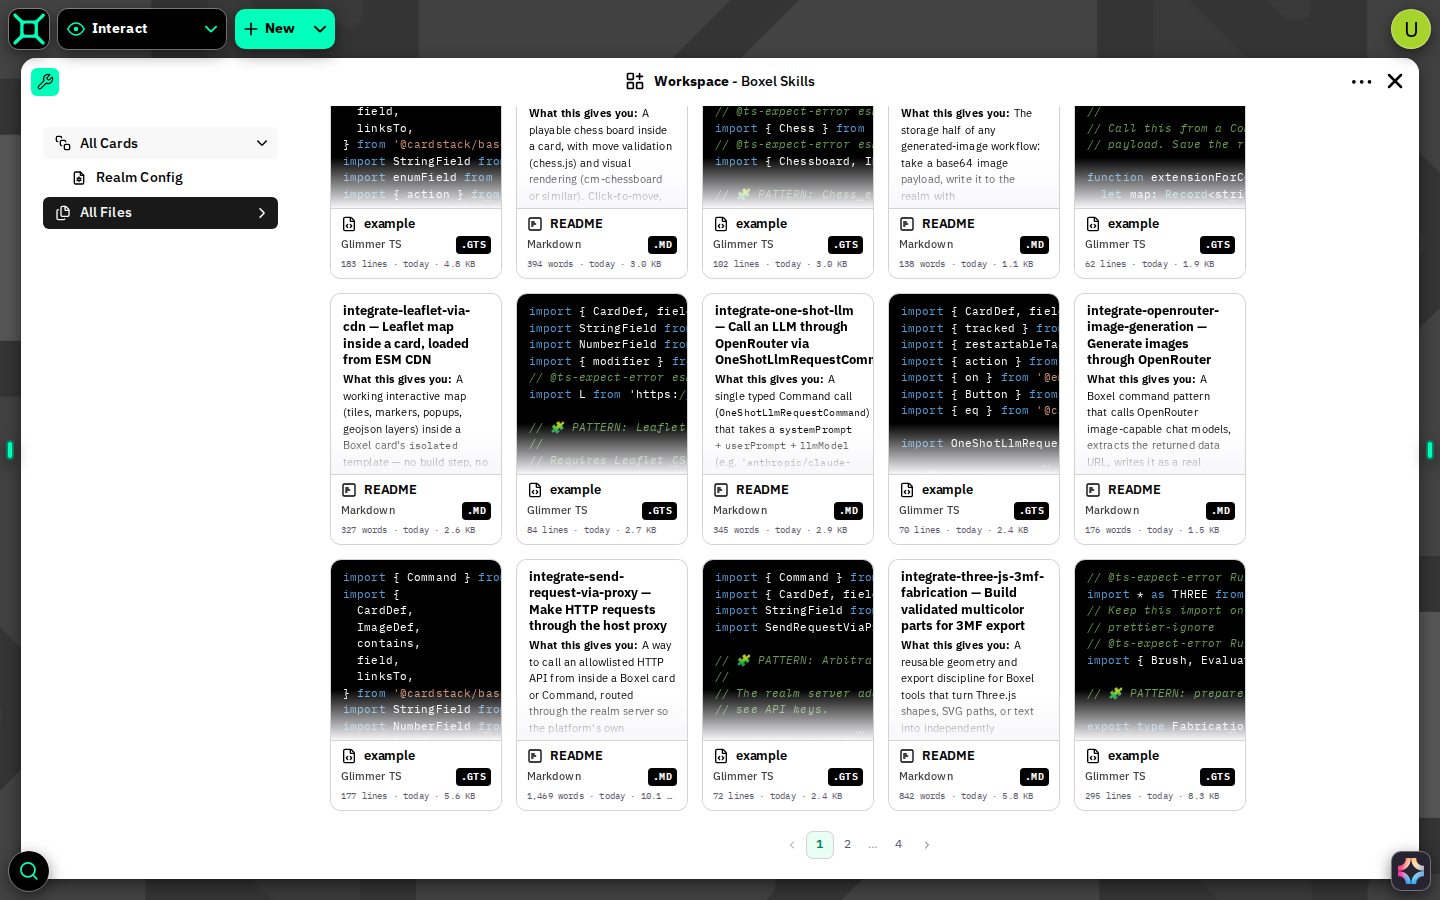 Interact
New
U
Workspace - Boxel Skills
All Cards
Realm Config
All Files
field,
linksTo,
} from '@cardstack/bas
import StringField from
import enumField from
import { action } from
example
Glimmer TS
.GTS
183 lines · today · 4.8 KB
What this gives you: A
playable chess board inside
a card, with move validation
(chess.js) and visual
rendering (cm-chessboard
or similar). Click-to-move,
README
Markdown
.MD
394 words · today · 3.0 KB
// @ts-expect-error es
import { Chess } from
// @ts-expect-error es
import { Chessboard, I
// 🧩 PATTERN: Chess e
example
Glimmer TS
.GTS
102 lines · today · 3.0 KB
What this gives you: The
storage half of any
generated-image workflow:
take a base64 image
payload, write it to the
realm with
README
Markdown
.MD
138 words · today · 1.1 KB
//
// Call this from a Co
// payload. Save the r
function extensionForC
let map: Record<stri
example
Glimmer TS
.GTS
62 lines · today · 1.9 KB
integrate-leaflet-via-
cdn — Leaflet map
inside a card, loaded
from ESM CDN
What this gives you: A
working interactive map
(tiles, markers, popups,
geojson layers) inside a
Boxel card's isolated
template — no build step, no
README
Markdown
.MD
327 words · today · 2.6 KB
import { CardDef, fiel
import StringField fro
import NumberField fro
import { modifier } fr
// @ts-expect-error es
import L from 'https:/
// 🧩 PATTERN: Leaflet
//
// Requires Leaflet CS
example
Glimmer TS
.GTS
84 lines · today · 2.7 KB
integrate-one-shot-llm
— Call an LLM through
OpenRouter via
OneShotLlmRequestComm
What this gives you: A
single typed Command call
(OneShotLlmRequestCommand)
that takes a systemPrompt
+ userPrompt + llmModel
(e.g. 'anthropic/claude-
README
Markdown
.MD
345 words · today · 2.9 KB
import { CardDef, fiel
import { tracked } fro
import { restartableTa
import { action } from
import { on } from '@e
import { Button } from
import { eq } from '@c
import OneShotLlmReque
...
example
Glimmer TS
.GTS
70 lines · today · 2.4 KB
integrate-openrouter-
image-generation —
Generate images
through OpenRouter
What this gives you: A
Boxel command pattern
that calls OpenRouter
image-capable chat models,
extracts the returned data
URL, writes it as a real
README
Markdown
.MD
176 words · today · 1.5 KB
import { Command } from
import {
CardDef,
ImageDef,
contains,
field,
linksTo,
} from '@cardstack/bas
import StringField from
import NumberField from
example
Glimmer TS
.GTS
177 lines · today · 5.6 KB
integrate-send-
request-via-proxy —
Make HTTP requests
through the host proxy
What this gives you: A way
to call an allowlisted HTTP
API from inside a Boxel card
or Command, routed
through the realm server so
the platform's own
README
Markdown
.MD
1,469 words · today · 10.1 …
import { Command } fro
import { CardDef, fiel
import StringField fro
import SendRequestViaP
// 🧩 PATTERN: Arbitra
//
// The realm server ad
// see API keys.
...
example
Glimmer TS
.GTS
72 lines · today · 2.4 KB
integrate-three-js-3mf-
fabrication — Build
validated multicolor
parts for 3MF export
What this gives you: A
reusable geometry and
export discipline for Boxel
tools that turn Three.js
shapes, SVG paths, or text
into independently
README
Markdown
.MD
842 words · today · 5.8 KB
// @ts-expect-error Ru
import * as THREE from
// Keep this import on
// prettier-ignore
// @ts-expect-error Ru
import { Brush, Evalua
// 🧩 PATTERN: prepare
export type Fabricatio
example
Glimmer TS
.GTS
295 lines · today · 8.3 KB
‹ 1 2 … 4 ›